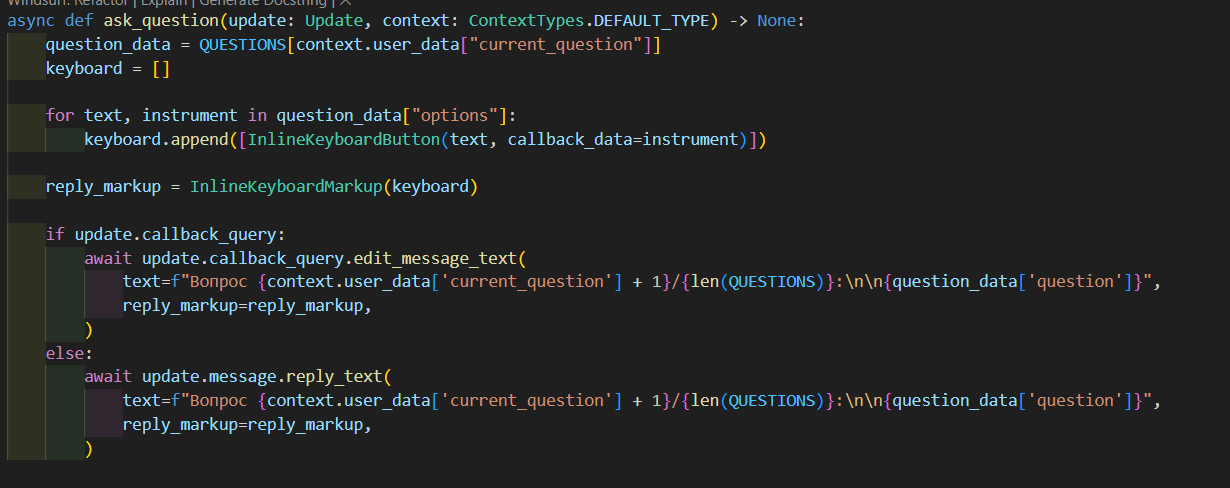 Windsurf: Refactor | Explain | Generate Docstring | X
async def ask_question(update: Update, context: ContextTypes.DEFAULT_TYPE) -> None:
    question_data = QUESTIONS[context.user_data["current_question"]]
    keyboard = []
    for text, instrument in question_data["options"]:
        keyboard.append([InlineKeyboardButton(text, callback_data=instrument)])
    reply_markup = InlineKeyboardMarkup(keyboard)
    if update.callback_query:
        await update.callback_query.edit_message_text(
            text=f"Вопрос {context.user_data['current_question'] + 1}/{len(QUESTIONS)}:\n\n{question_data['question']}",
            reply_markup=reply_markup,
        )
    else:
        await update.message.reply_text(
            text=f"Вопрос {context.user_data['current_question'] + 1}/{len(QUESTIONS)}:\n\n{question_data['question']}",
            reply_markup=reply_markup,
        )